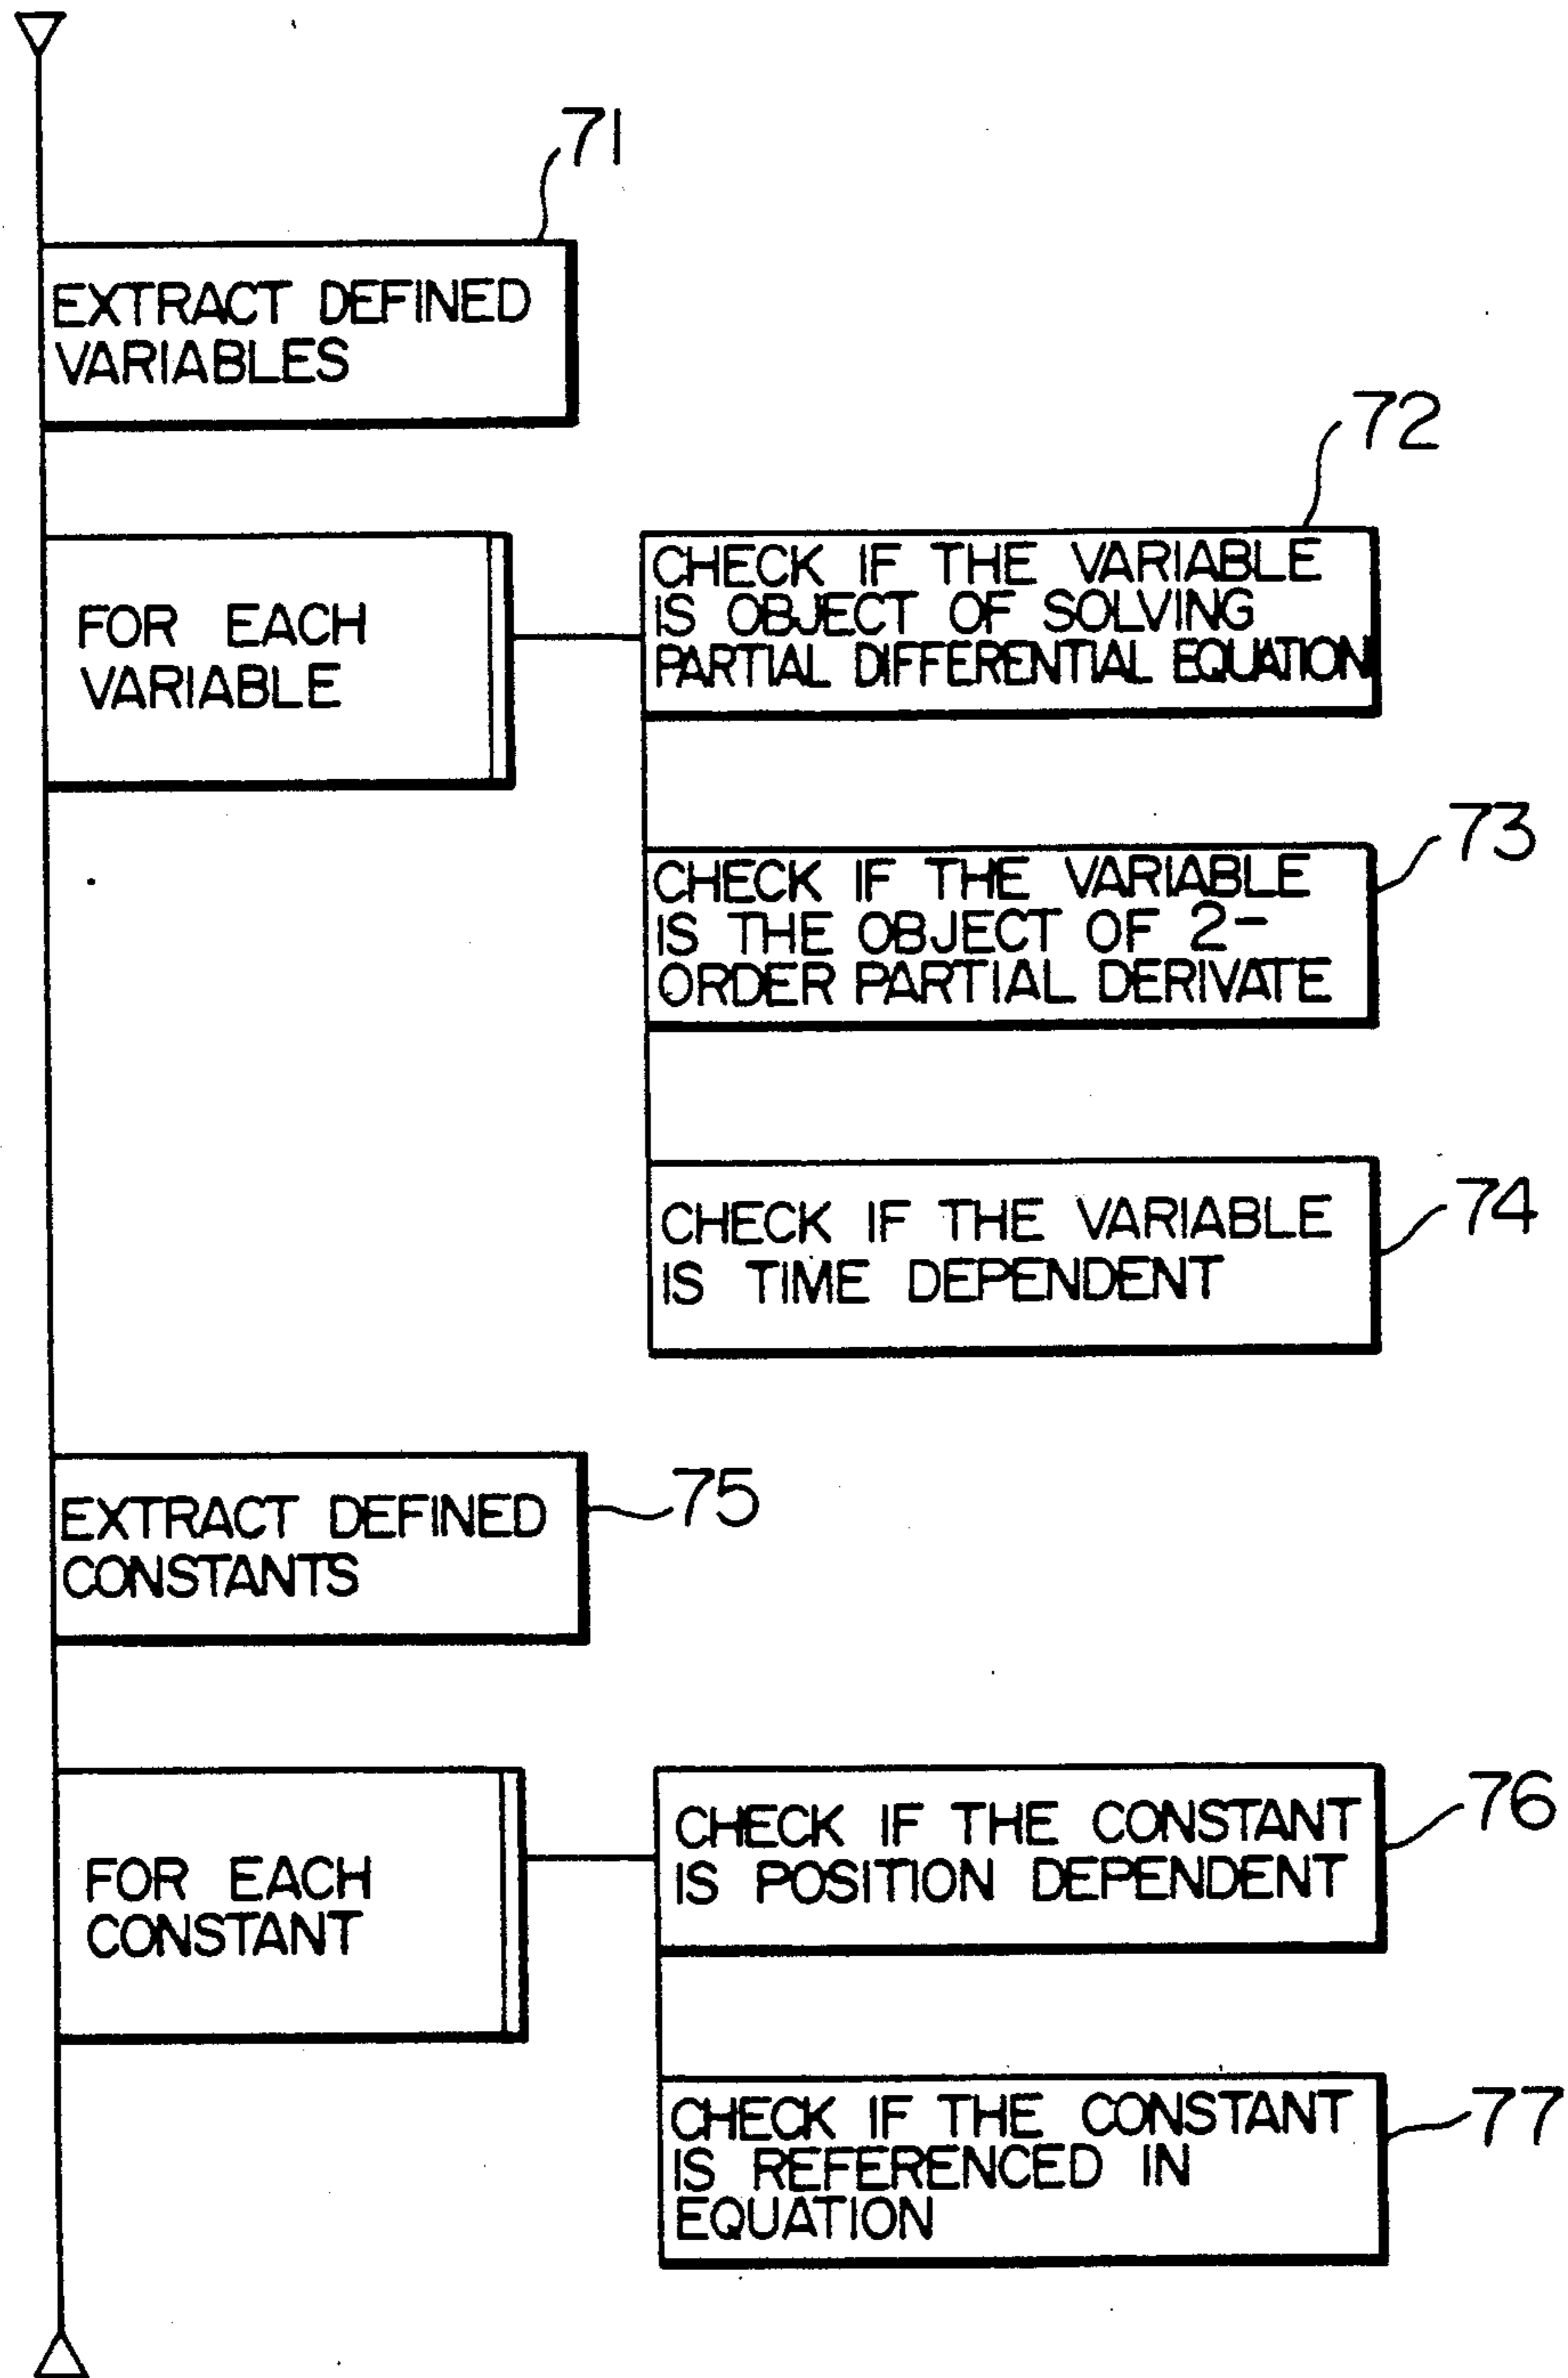 71
EXTRACT DEFINED
VARIABLES
FOR EACH
VARIABLE
72
CHECK IF THE VARIABLE
IS OBJECT OF SOLVING
PARTIAL DIFFERENTIAL EQUATION
73
CHECK IF THE VARIABLE
IS THE OBJECT OF 2-
ORDER PARTIAL DERIVATE
74
CHECK IF THE VARIABLE
IS TIME DEPENDENT
75
EXTRACT DEFINED
CONSTANTS
FOR EACH
CONSTANT
76
CHECK IF THE CONSTANT
IS POSITION DEPENDENT
77
CHECK IF THE CONSTANT
IS REFERENCED IN
EQUATION